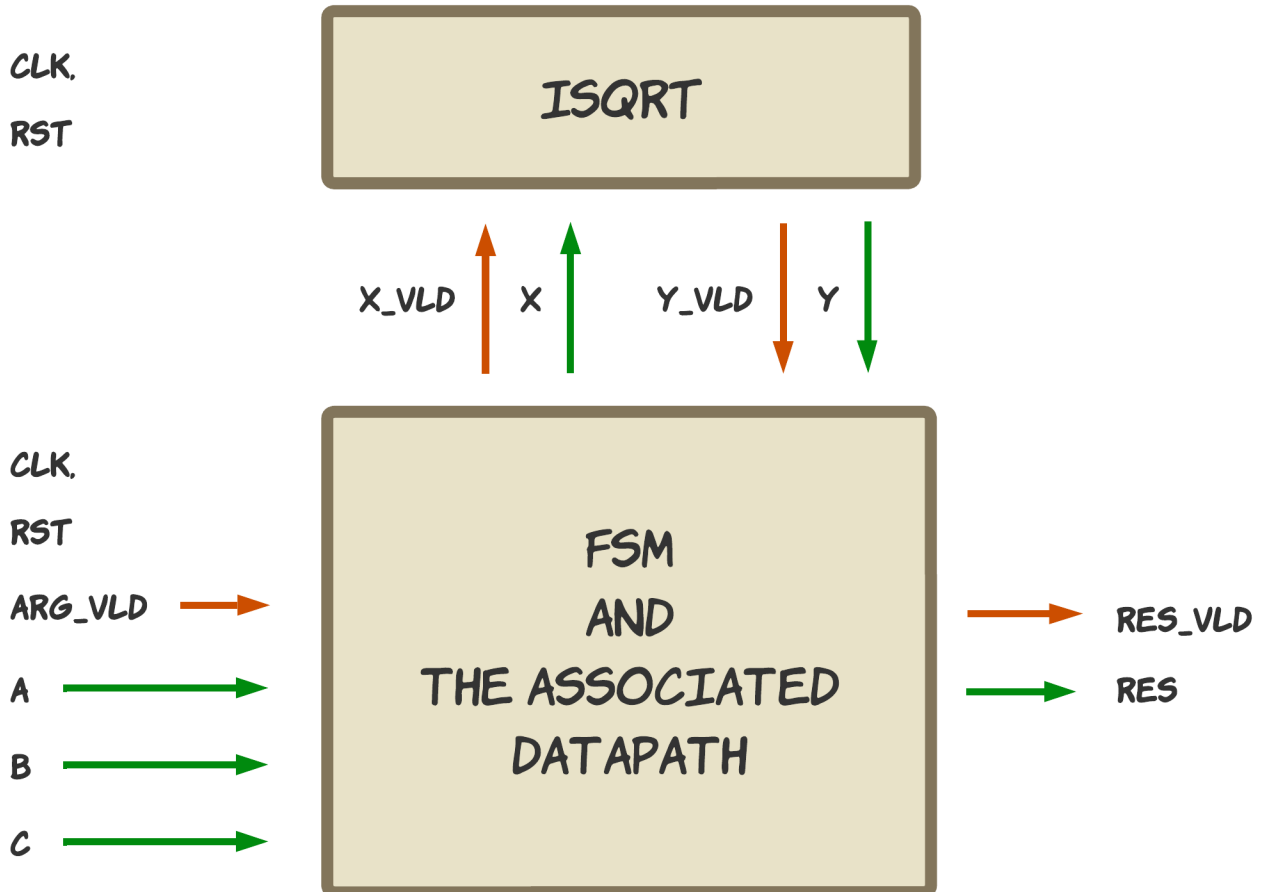 CLK,
RST
ISQRT
X_VLD
X
Y_VLD
Y
CLK,
RST
ARG_VLD
A
B
C
FSM
AND
THE ASSOCIATED
DATAPATH
RES_VLD
RES